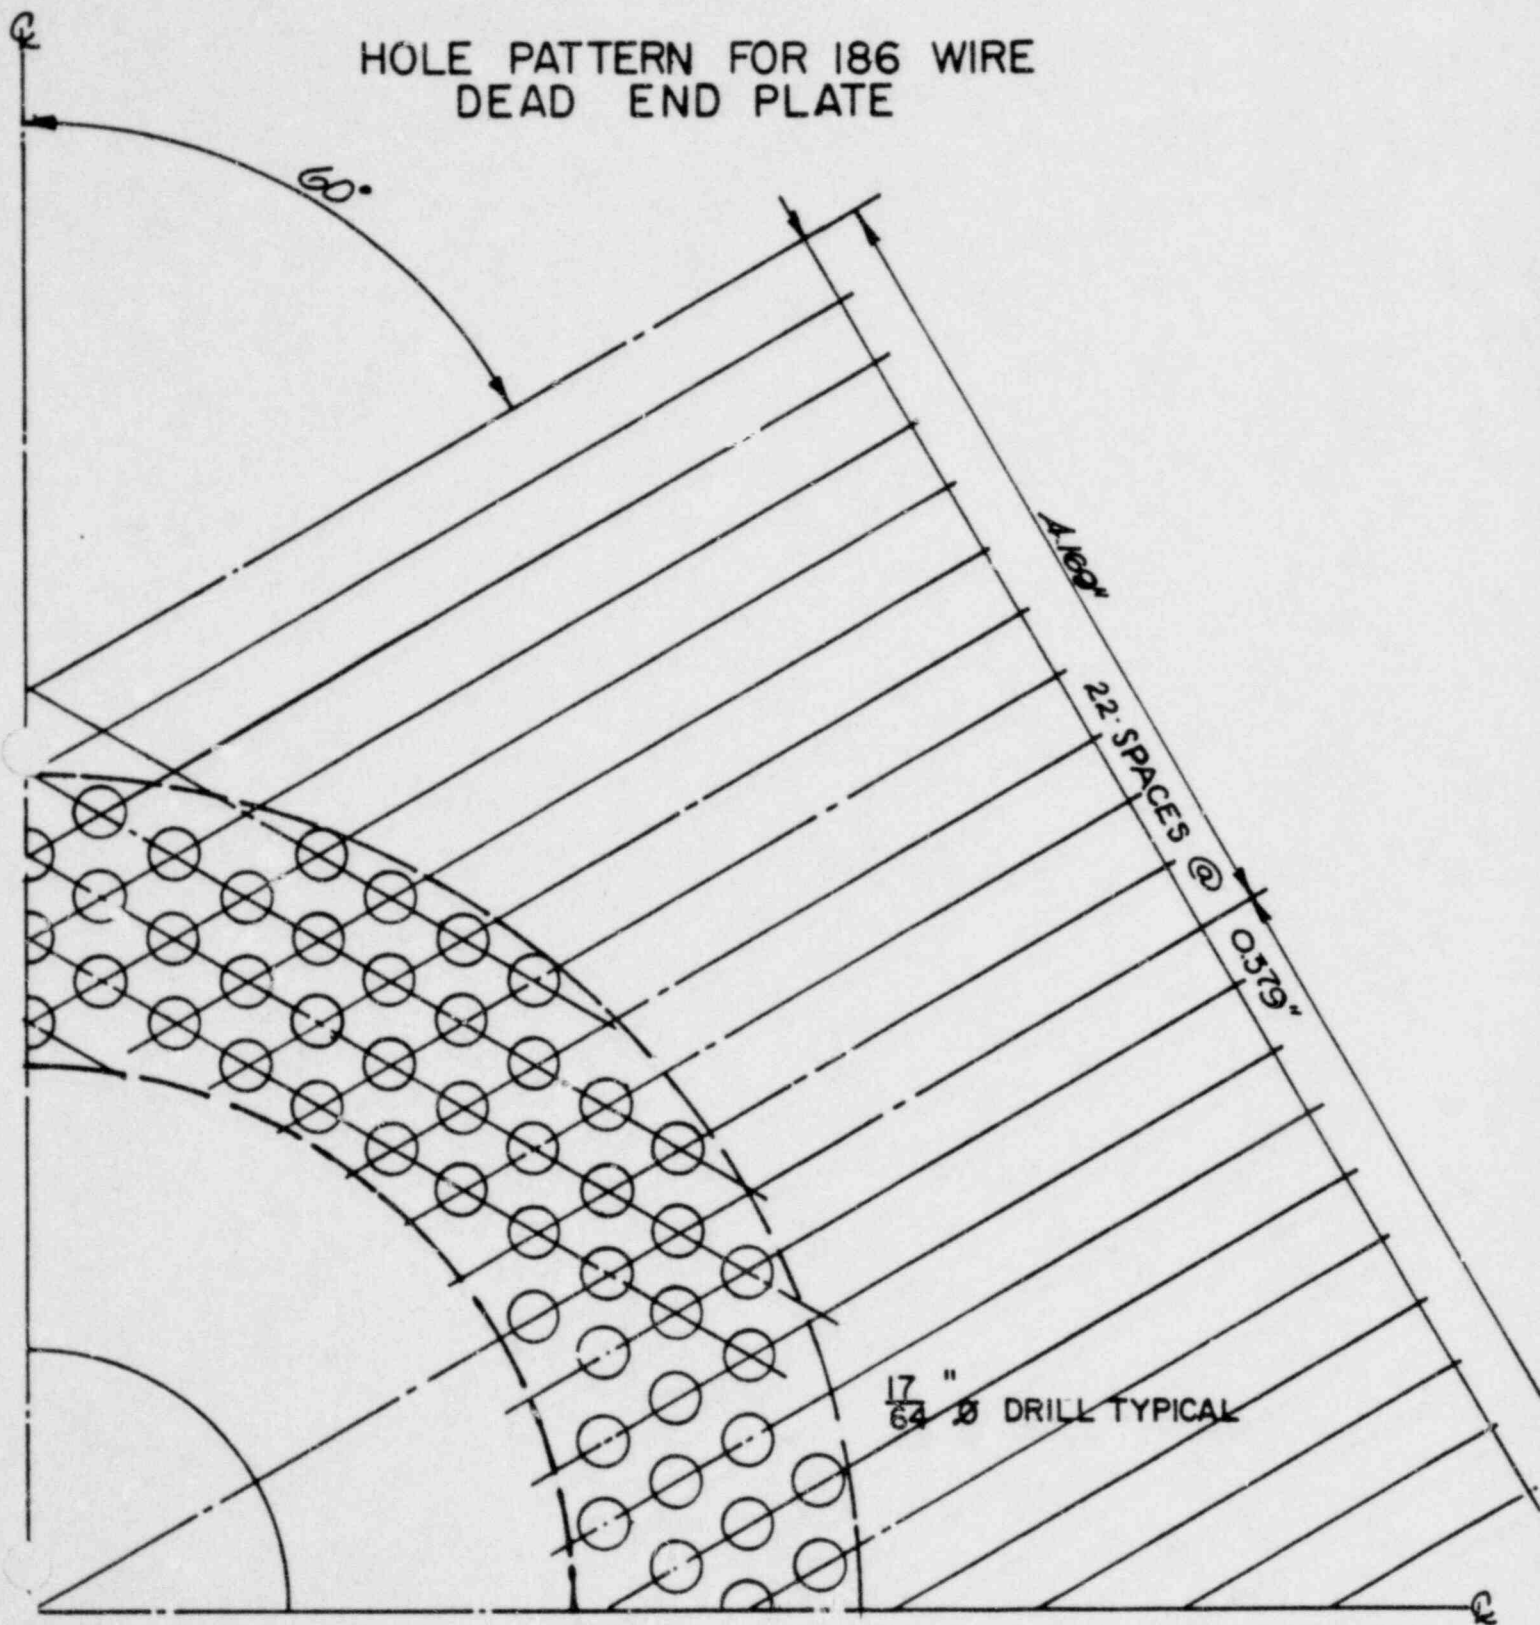 ℄
HOLE PATTERN FOR 186 WIRE
DEAD END PLATE
60°
4.169"
22 SPACES @ 0.379"
17/64 " Ø DRILL TYPICAL
℄